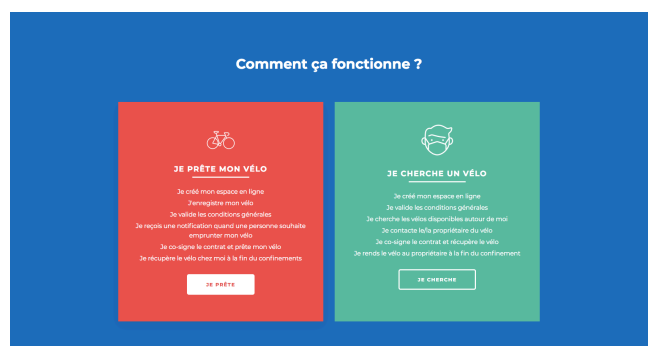 Comment ça fonctionne ?
JE PRÊTE MON VÉLO
Je créé mon espace en ligne
J'enregistre mon vélo
Je valide les conditions générales
Je reçois une notification quand une personne souhaite
emprunter mon vélo
Je co-signe le contrat et prête mon vélo
Je récupère le vélo chez moi à la fin du confinements
JE PRÊTE
JE CHERCHE UN VÉLO
Je créé mon espace en ligne
Je valide les conditions générales
Je cherche les vélos disponibles autour de moi
Je contacte le/la propriétaire du vélo
Je co-signe le contrat et récupère le vélo
Je rends le vélo au propriétaire à la fin du confinement
JE CHERCHE